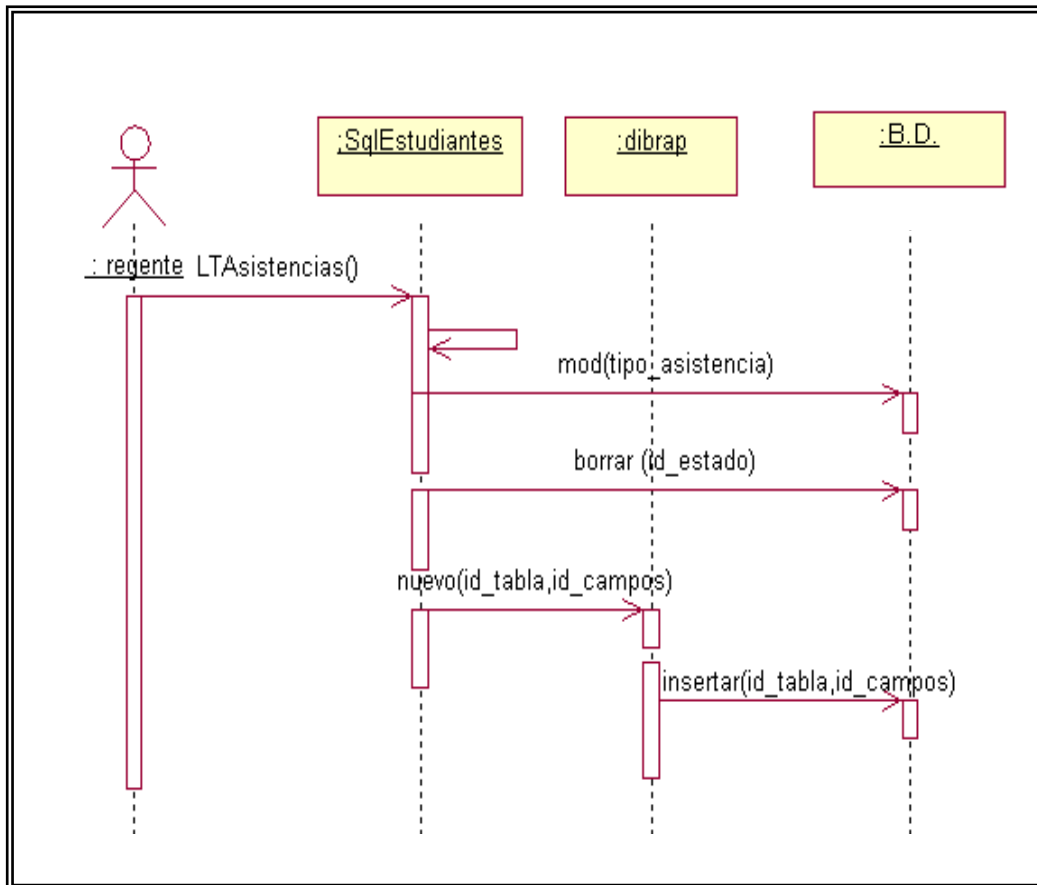 :SqlEstudiantes
:dibrap
:B.D.
: regente
LTAsistencias()
mod(tipo_asistencia)
borrar (id_estado)
nuevo(id_tabla,id_campos)
insertar(id_tabla,id_campos)